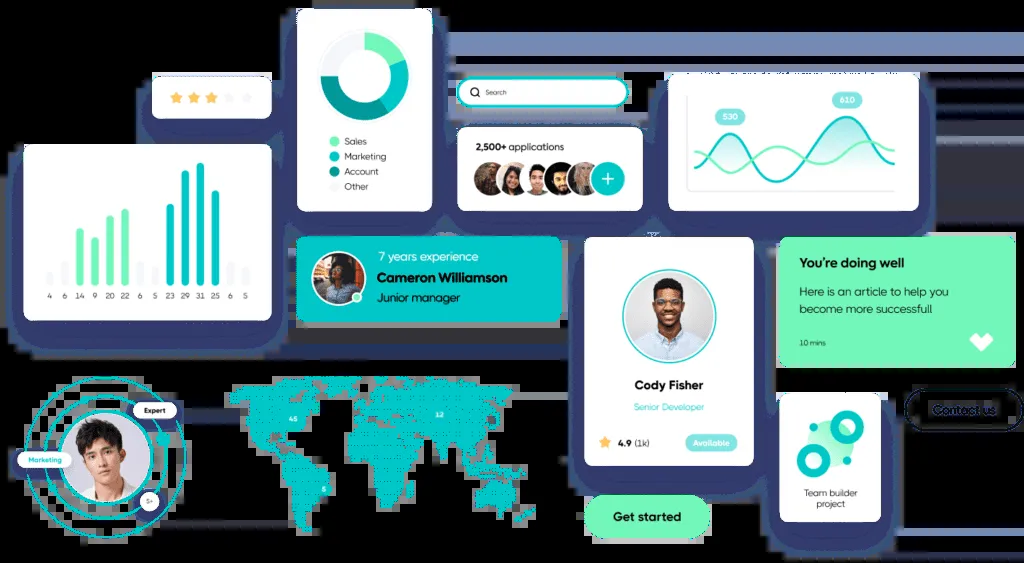 Search
530
610
2,500+ applications
Sales
Marketing
Account
Other
4 6 14 9 20 22 6 5 23 29 31 25 6 5
7 years experience
Cameron Williamson
Junior manager
You're doing well
Here is an article to help you
become more successfull
10 mins
Cody Fisher
Senior Developer
4.9 (1k)
Available
Expert
Marketing
5+
45
12
5
Contact us
Team builder
project
Get started